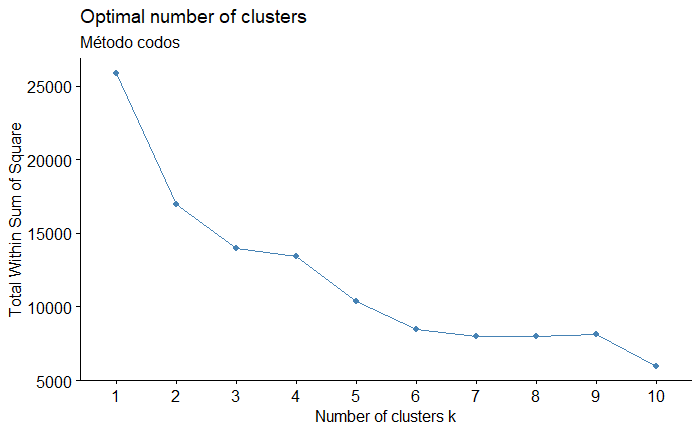 Optimal number of clusters
Método codos
Total Within Sum of Square
25000
20000
15000
10000
5000
1 2 3 4 5 6 7 8 9 10
Number of clusters k